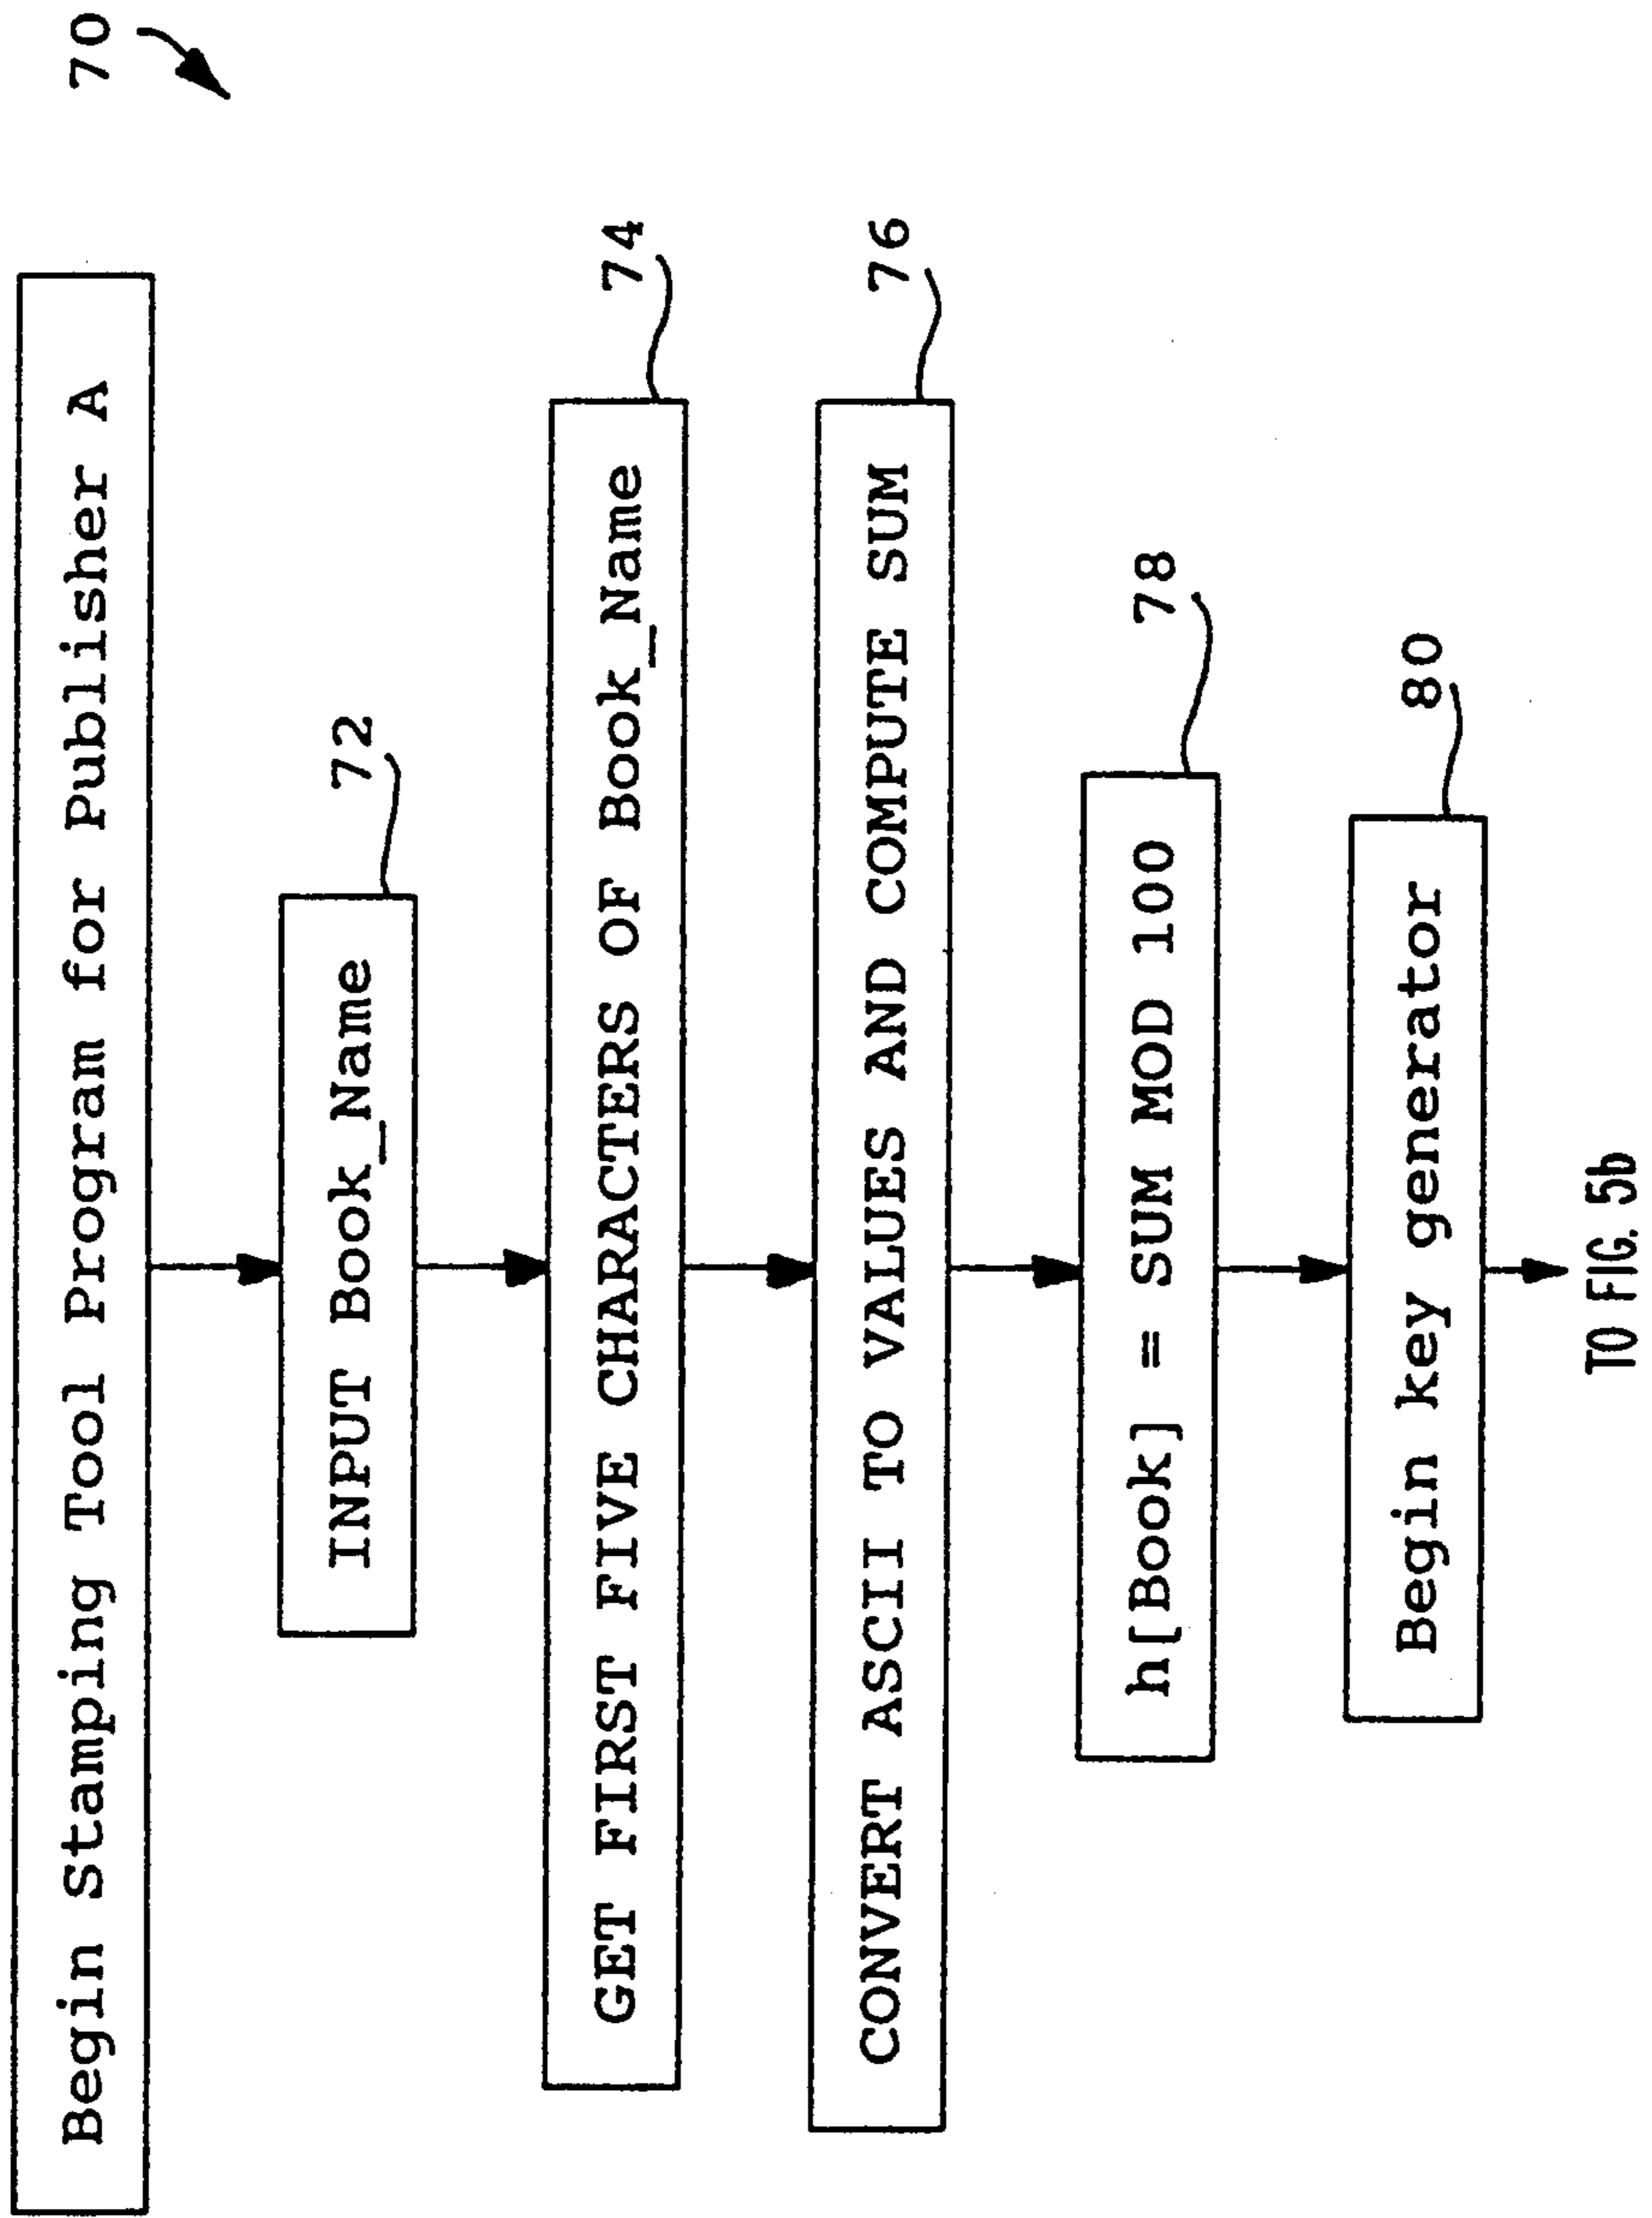 70
Begin Stamping Tool Program for Publisher A
72
INPUT Book_Name
74
GET FIRST FIVE CHARACTERS OF Book_Name
76
CONVERT ASCII TO VALUES AND COMPUTE SUM
78
h[Book] = SUM MOD 100
80
Begin key generator
TO FIG. 5b